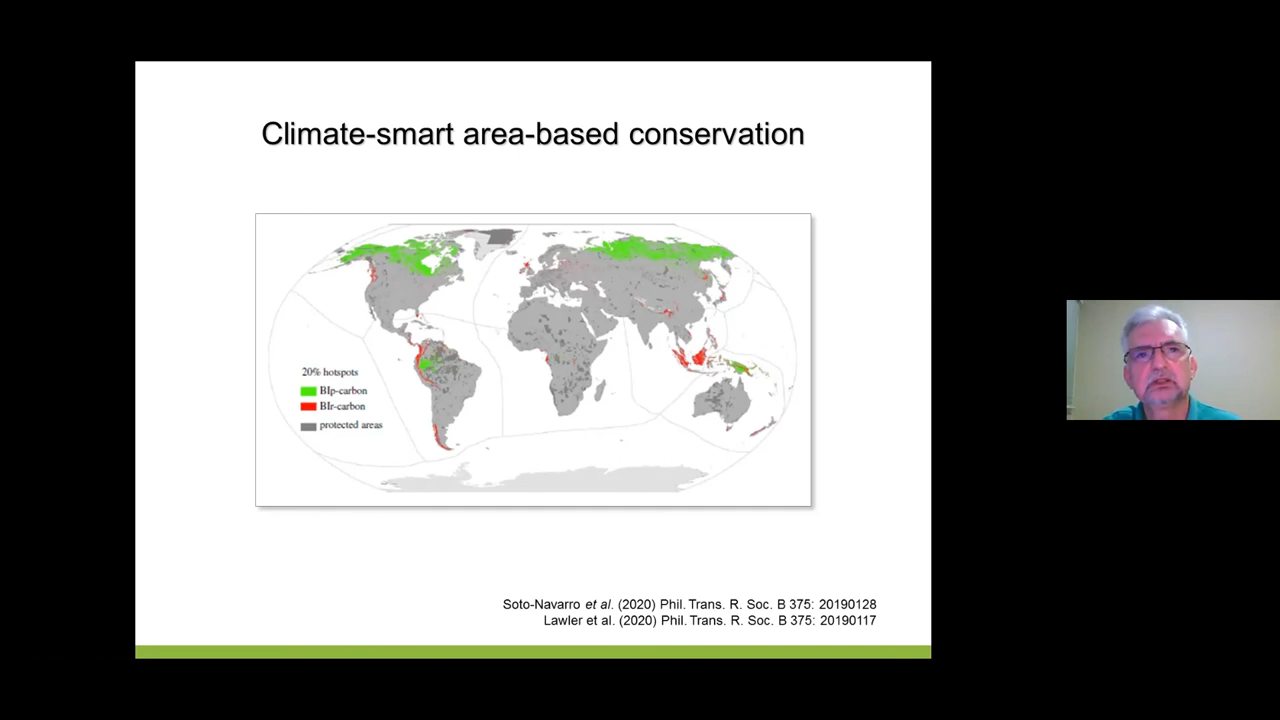 Climate-smart area-based conservation
20% hotspots
BIp-carbon
BIr-carbon
protected areas
Soto-Navarro et al. (2020) Phil. Trans. R. Soc. B 375: 20190128
Lawler et al. (2020) Phil. Trans. R. Soc. B 375: 20190117